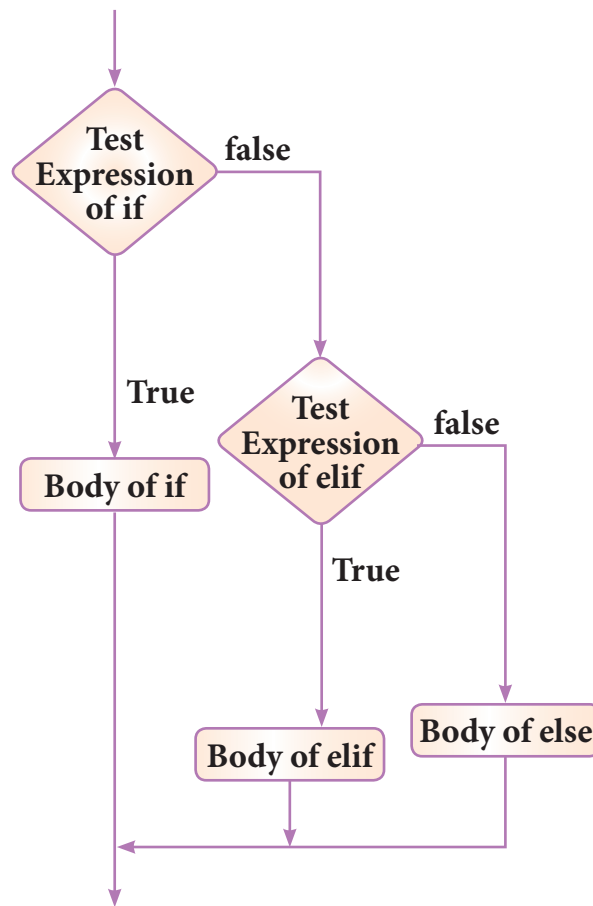 Test
Expression
of if
false
True
Body of if
Test
Expression
of elif
false
True
Body of elif
Body of else